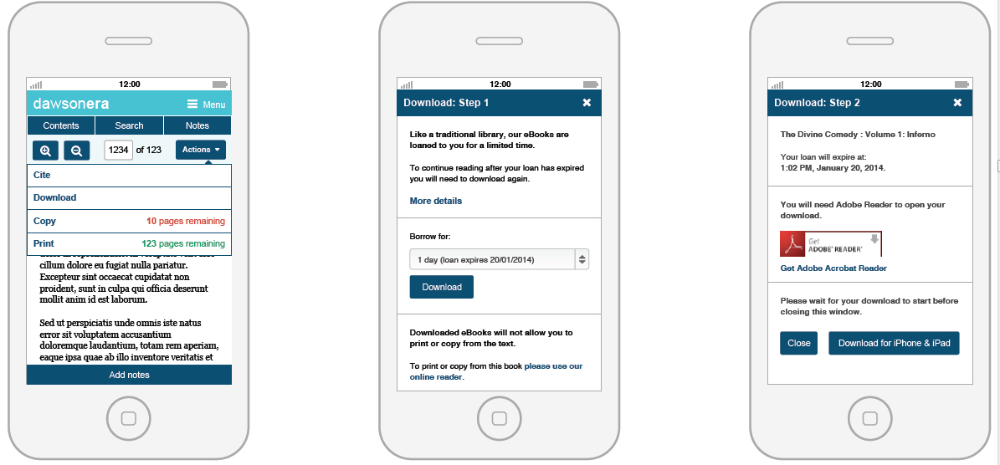 12:00
dawsonera
Menu
Contents
Search
Notes
1234 of 123
Actions
Cite
Download
Copy
10 pages remaining
Print
123 pages remaining
cillum dolore eu fugiat nulla pariatur.
Excepteur sint occaecat cupidatat non
proident, sunt in culpa qui officia deserunt
mollit anim id est laborum.
Sed ut perspiciatis unde omnis iste natus
error sit voluptatem accusantium
doloremque laudantium, totam rem aperiam,
eaque ipsa quae ab illo inventore veritatis et
Add notes
12:00
Download: Step 1
Like a traditional library, our eBooks are
loaned to you for a limited time.
To continue reading after your loan has expired
you will need to download again.
More details
Borrow for:
1 day (loan expires 20/01/2014)
Download
Downloaded eBooks will not allow you to
print or copy from the text.
To print or copy from this book please use our
online reader.
12:00
Download: Step 2
The Divine Comedy : Volume 1: Inferno
Your loan will expire at:
1:02 PM, January 20, 2014.
You will need Adobe Reader to open your
download.
Get
ADOBE® READER®
Get Adobe Acrobat Reader
Please wait for your download to start before
closing this window.
Close
Download for iPhone & iPad